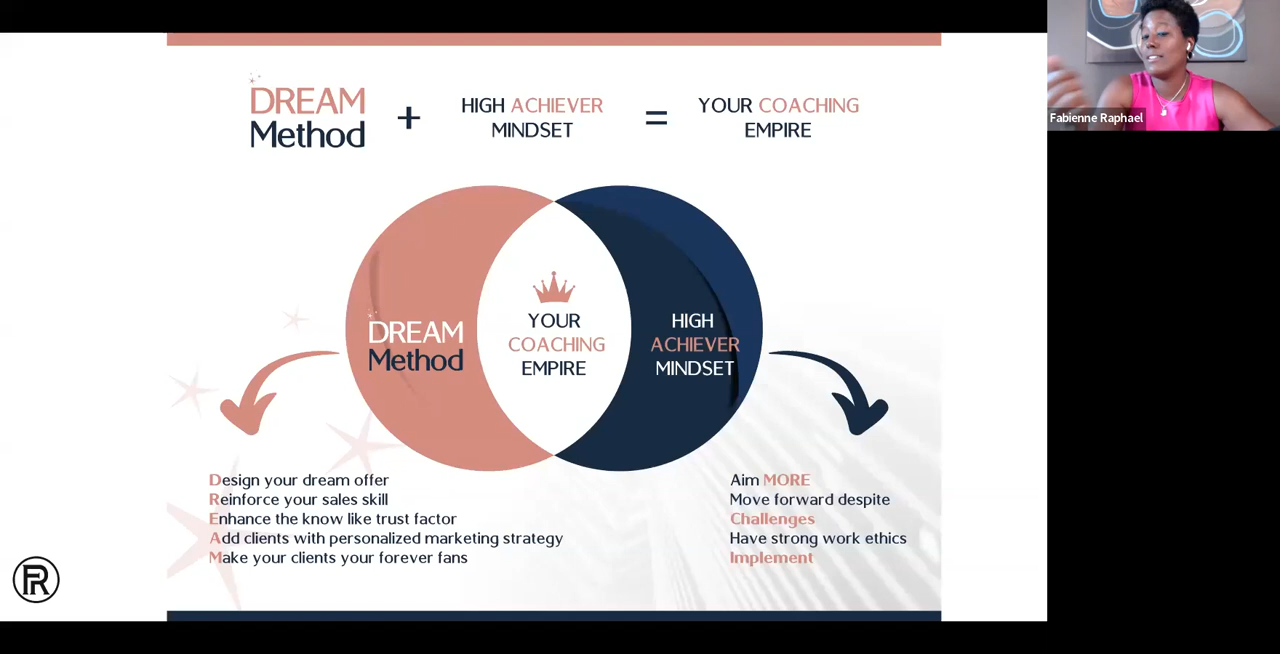 DREAM
Method
+
HIGH ACHIEVER
MINDSET
=
YOUR COACHING
EMPIRE
Fabienne Raphael
DREAM
Method
YOUR
COACHING
EMPIRE
HIGH
ACHIEVER
MINDSET
Design your dream offer
Reinforce your sales skill
Enhance the know like trust factor
Add clients with personalized marketing strategy
Make your clients your forever fans
Aim MORE
Move forward despite
Challenges
Have strong work ethics
Implement
FR